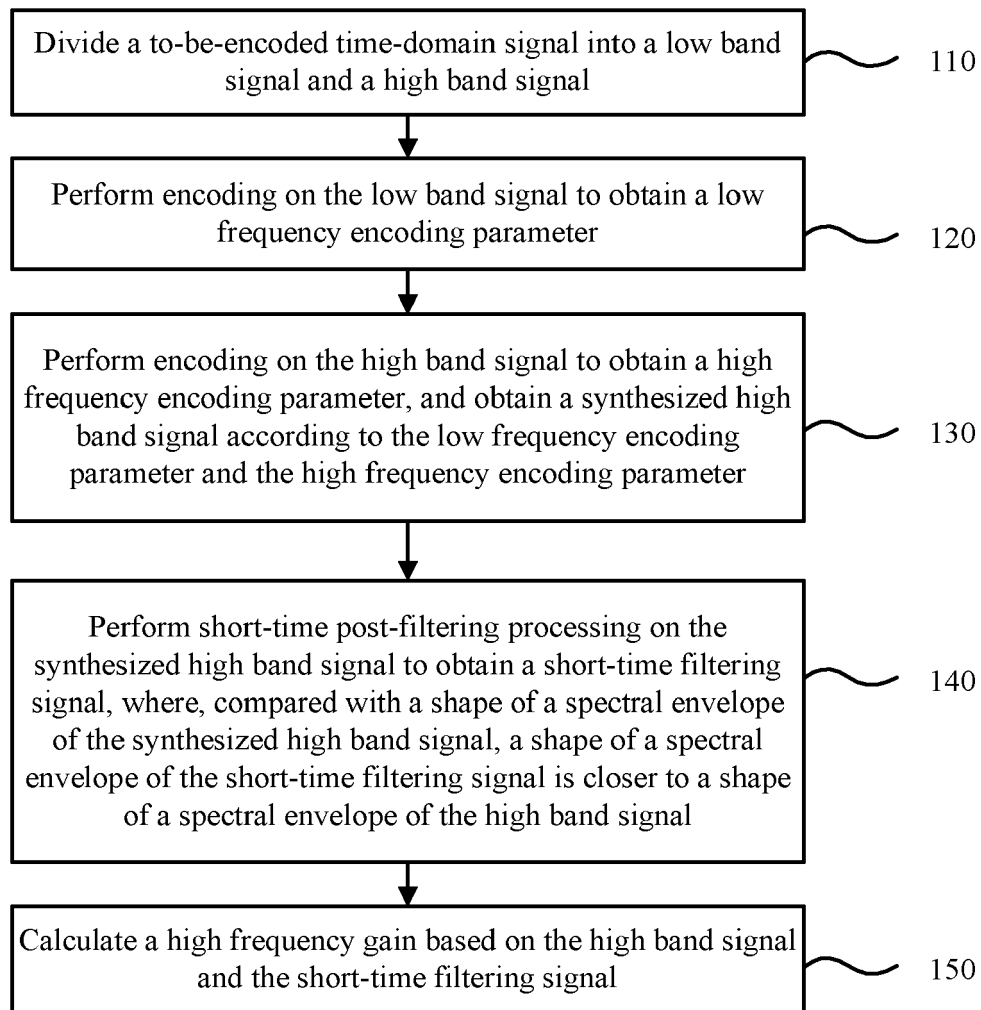 Divide a to-be-encoded time-domain signal into a low band
signal and a high band signal
110
Perform encoding on the low band signal to obtain a low
frequency encoding parameter
120
Perform encoding on the high band signal to obtain a high
frequency encoding parameter, and obtain a synthesized high
band signal according to the low frequency encoding
parameter and the high frequency encoding parameter
130
Perform short-time post-filtering processing on the
synthesized high band signal to obtain a short-time filtering
signal, where, compared with a shape of a spectral envelope
of the synthesized high band signal, a shape of a spectral
envelope of the short-time filtering signal is closer to a shape
of a spectral envelope of the high band signal
140
Calculate a high frequency gain based on the high band signal
and the short-time filtering signal
150